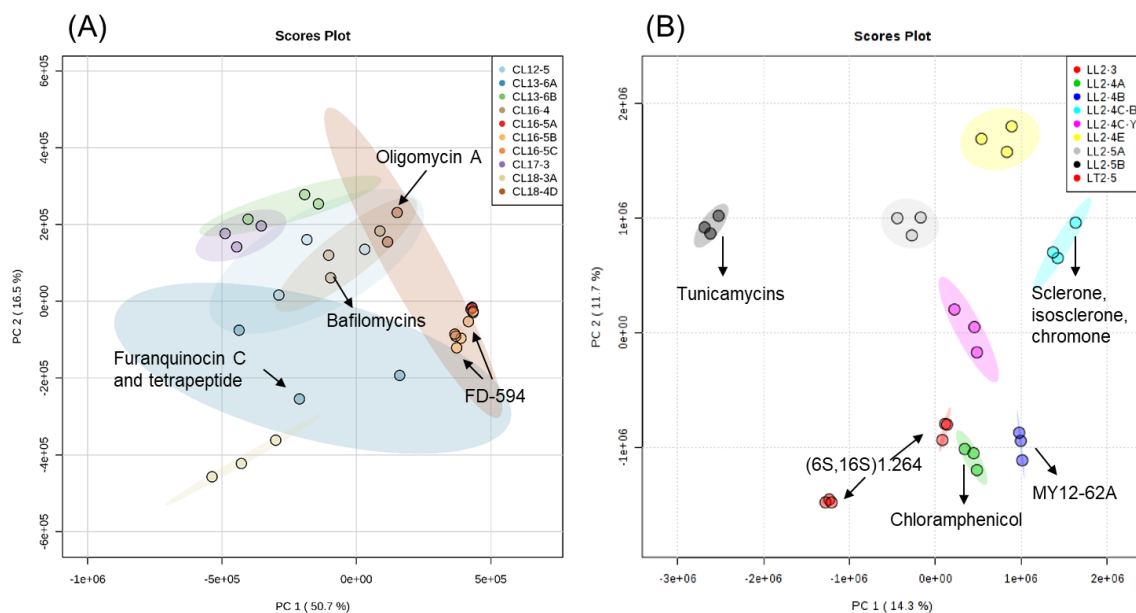 (A)
Scores Plot
PC 2 ( 16.5 %)
6e+05
4e+05
2e+05
0e+00
-2e+05
-4e+05
-6e+05
CL12-5
CL13-6A
CL13-6B
CL16-4
CL16-5A
CL16-5B
CL16-5C
CL17-3
CL18-3A
CL18-4D
Oligomycin A
Bafilomycins
Furanquinocin C
and tetrapeptide
FD-594
-1e+06
-5e+05
0e+00
5e+05
PC 1 ( 50.7 %)
(B)
Scores Plot
PC 2 ( 11.7 %)
2e+06
1e+06
0e+00
-1e+06
LL2-3
LL2-4A
LL2-4B
LL2-4C-B
LL2-4C-Y
LL2-4E
LL2-5A
LL2-5B
LT2-5
Tunicamycins
Sclerone,
isosclerone,
chromone
(6S,16S)1.264
MY12-62A
Chloramphenicol
-3e+06
-2e+06
-1e+06
0e+00
1e+06
2e+06
PC 1 ( 14.3 %)